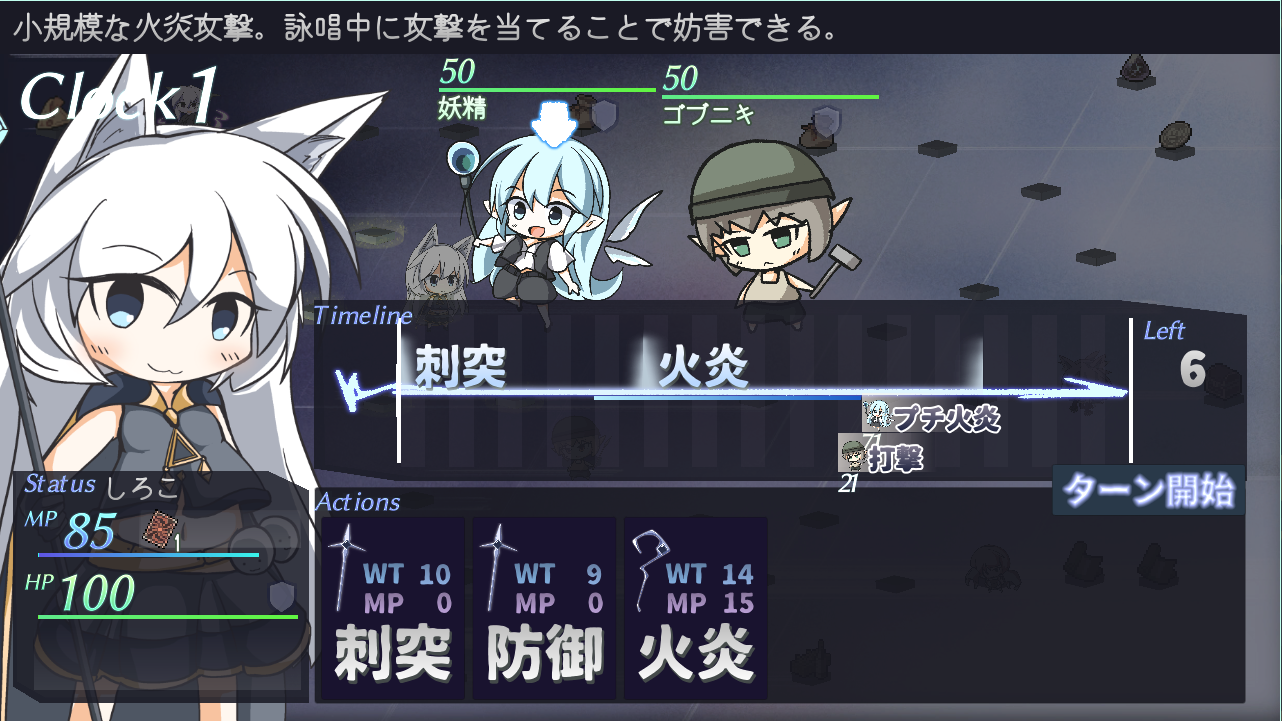 小規模な火炎攻撃。詠唱中に攻撃を当てることで妨害できる。
Clock1
50
妖精
50
ゴブニキ
Timeline
刺突
火炎
プチ火炎
71
打撃
21
Left
6
ターン開始
Status しろこ
MP 85
1
HP 100
Actions
WT 10
MP 0
刺突
WT 9
MP 0
防御
WT 14
MP 15
火炎